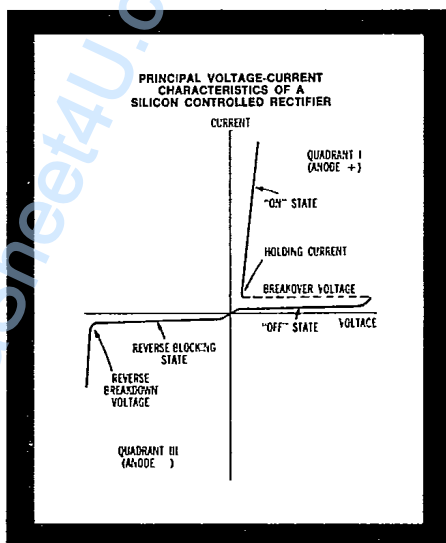 PRINCIPAL VOLTAGE-CURRENT
CHARACTERISTICS OF A
SILICON CONTROLLED RECTIFIER
CURRENT
QUADRANT I
(ANODE +)
"ON" STATE
HOLDING CURRENT
BREAKOVER VOLTAGE
"OFF" STATE
VOLTAGE
REVERSE BLOCKING
STATE
REVERSE
BREAKDOWN
VOLTAGE
QUADRANT III
(ANODE )